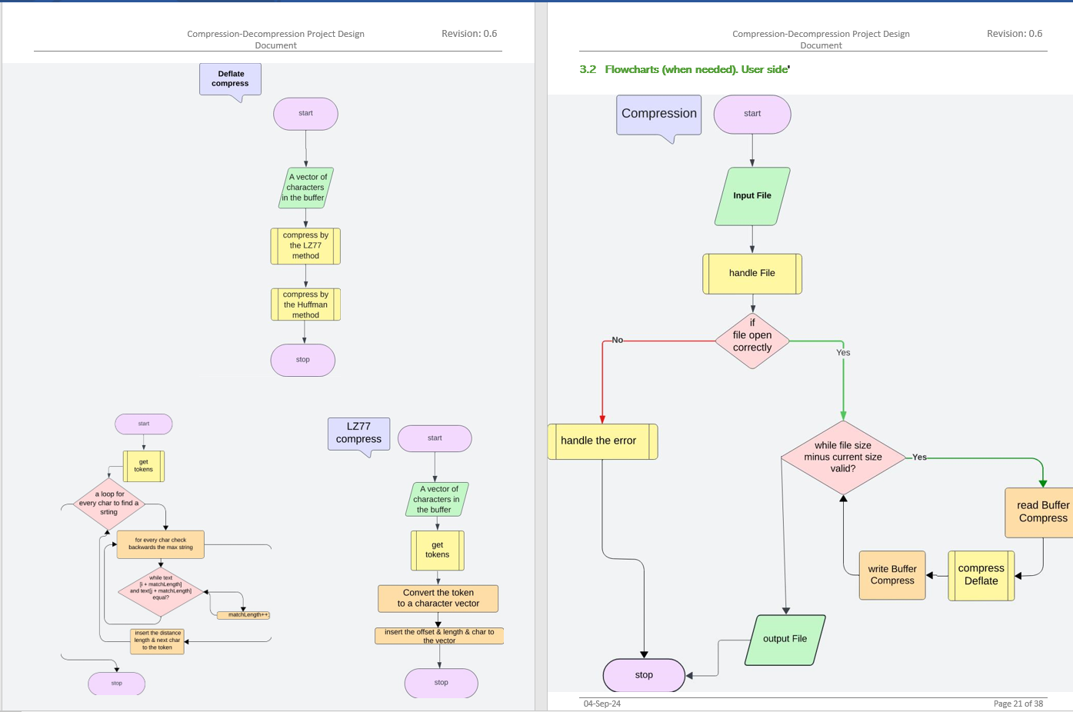 Compression-Decompression Project Design
Document
Revision: 0.6
Deflate
compress
start
A vector of
characters
in the buffer
compress by
the LZ77
method
compress by
the Huffman
method
stop
start
get
tokens
a loop for
every char to find a
srting
for every char check
backwards the max string
while text
[i + matchLength]
and text[j + matchLength]
equal?
matchLength++
insert the distance
length & next char
to the token
stop
LZ77
compress
start
A vector of
characters in
the buffer
get
tokens
Convert the token
to a character vector
insert the offset & length & char to
the vector
stop
Compression-Decompression Project Design
Document
Revision: 0.6
3.2 Flowcharts (when needed). User side'
Compression
start
Input File
handle File
if
file open
correctly
No
Yes
handle the error
while file size
minus current size
valid?
Yes
read Buffer
Compress
compress
Deflate
write Buffer
Compress
output File
stop
04-Sep-24
Page 21 of 38